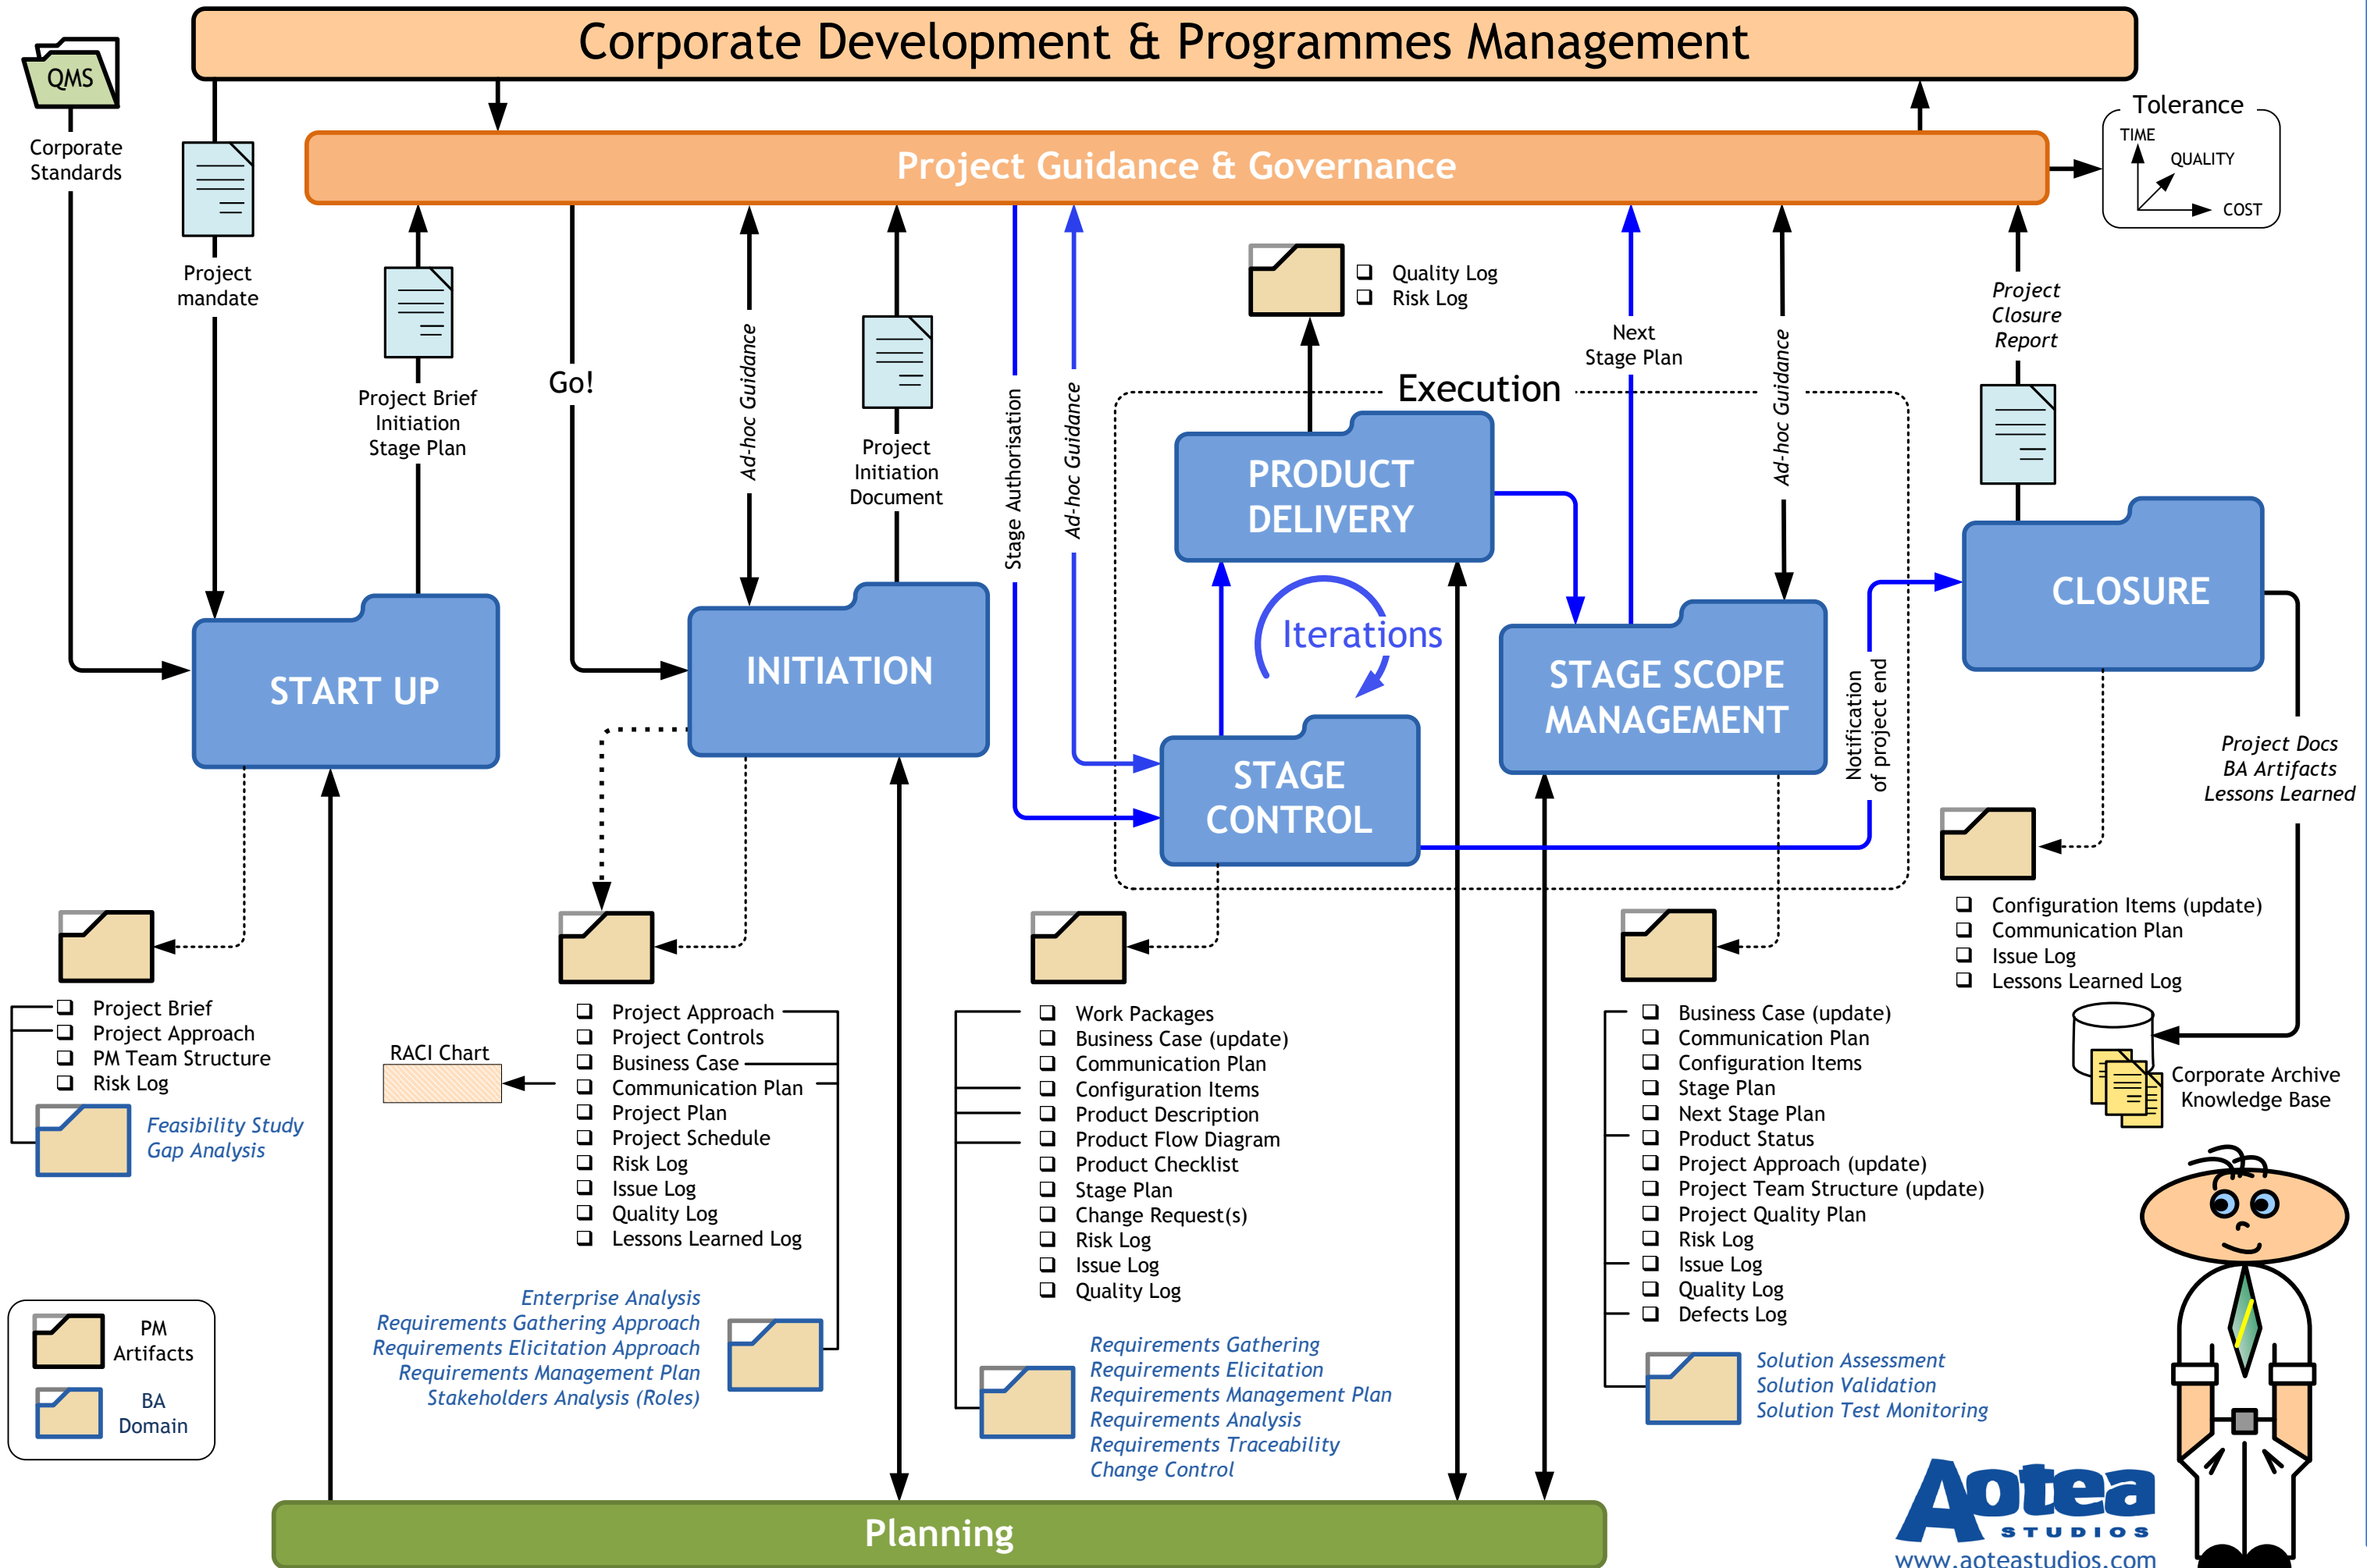 Corporate Development & Programmes Management
QMS
Corporate
Standards
Project
mandate
Project Guidance & Governance
Tolerance
TIME
QUALITY
COST
Project Brief
Initiation
Stage Plan
Go!
Ad-hoc Guidance
Project
Initiation
Document
Stage Authorisation
Ad-hoc Guidance
❑ Quality Log
❑ Risk Log
Next
Stage Plan
Ad-hoc Guidance
Project
Closure
Report
Execution
PRODUCT
DELIVERY
Iterations
START UP
INITIATION
STAGE
CONTROL
STAGE SCOPE
MANAGEMENT
Notification
of project end
CLOSURE
Project Docs
BA Artifacts
Lessons Learned
❑ Project Brief
❑ Project Approach
❑ PM Team Structure
❑ Risk Log
Feasibility Study
Gap Analysis
RACI Chart
❑ Project Approach
❑ Project Controls
❑ Business Case
❑ Communication Plan
❑ Project Plan
❑ Project Schedule
❑ Risk Log
❑ Issue Log
❑ Quality Log
❑ Lessons Learned Log
Enterprise Analysis
Requirements Gathering Approach
Requirements Elicitation Approach
Requirements Management Plan
Stakeholders Analysis (Roles)
❑ Work Packages
❑ Business Case (update)
❑ Communication Plan
❑ Configuration Items
❑ Product Description
❑ Product Flow Diagram
❑ Product Checklist
❑ Stage Plan
❑ Change Request(s)
❑ Risk Log
❑ Issue Log
❑ Quality Log
Requirements Gathering
Requirements Elicitation
Requirements Management Plan
Requirements Analysis
Requirements Traceability
Change Control
❑ Business Case (update)
❑ Communication Plan
❑ Configuration Items
❑ Stage Plan
❑ Next Stage Plan
❑ Product Status
❑ Project Approach (update)
❑ Project Team Structure (update)
❑ Project Quality Plan
❑ Risk Log
❑ Issue Log
❑ Quality Log
❑ Defects Log
Solution Assessment
Solution Validation
Solution Test Monitoring
❑ Configuration Items (update)
❑ Communication Plan
❑ Issue Log
❑ Lessons Learned Log
Corporate Archive
Knowledge Base
PM
Artifacts
BA
Domain
Planning
Aotea
STUDIOS
www.aoteastudios.com